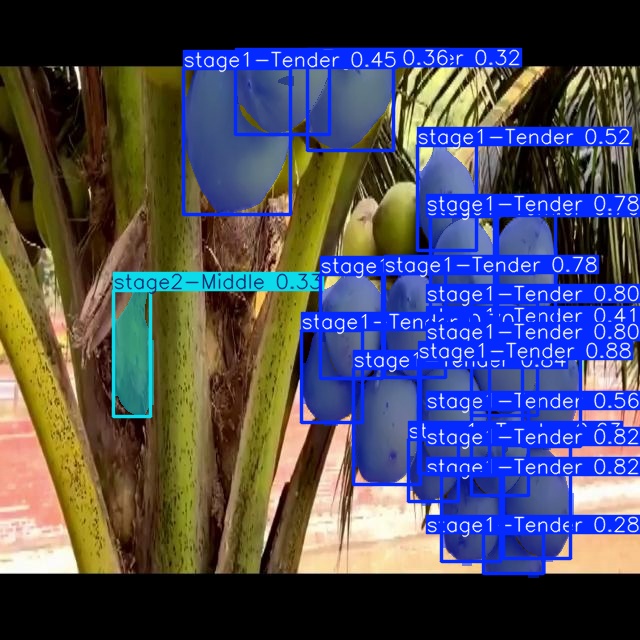 stage1-Tender 0.45
0.36
r 0.32
stage1-Tender 0.52
stage1-Tender 0.78
stage1-Tender 0.78
stage2-Middle 0.33
stage1-Tender 0.80
0.41
stage1-Tender 0.80
stage1-Tender 0.88
stage1-Tender 0.56
stage1-Tender 0.82
stage1-Tender 0.82
stage1-Tender 0.28